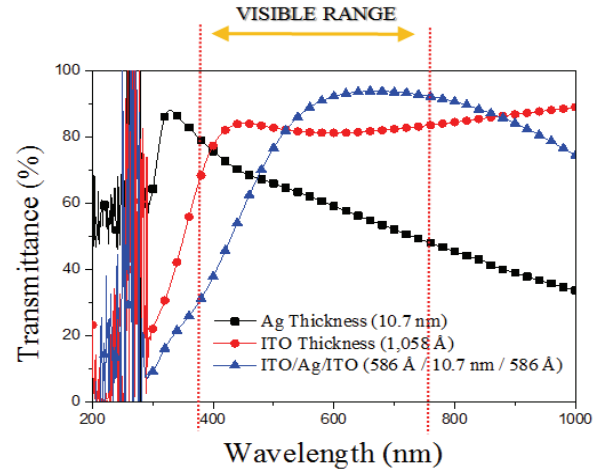 VISIBLE RANGE
100
80
60
40
20
0
Transmittance (%)
Ag Thickness (10.7 nm)
ITO Thickness (1,058 Å)
ITO/Ag/ITO (586 Å / 10.7 nm / 586 Å)
200 400 600 800 1000
Wavelength (nm)